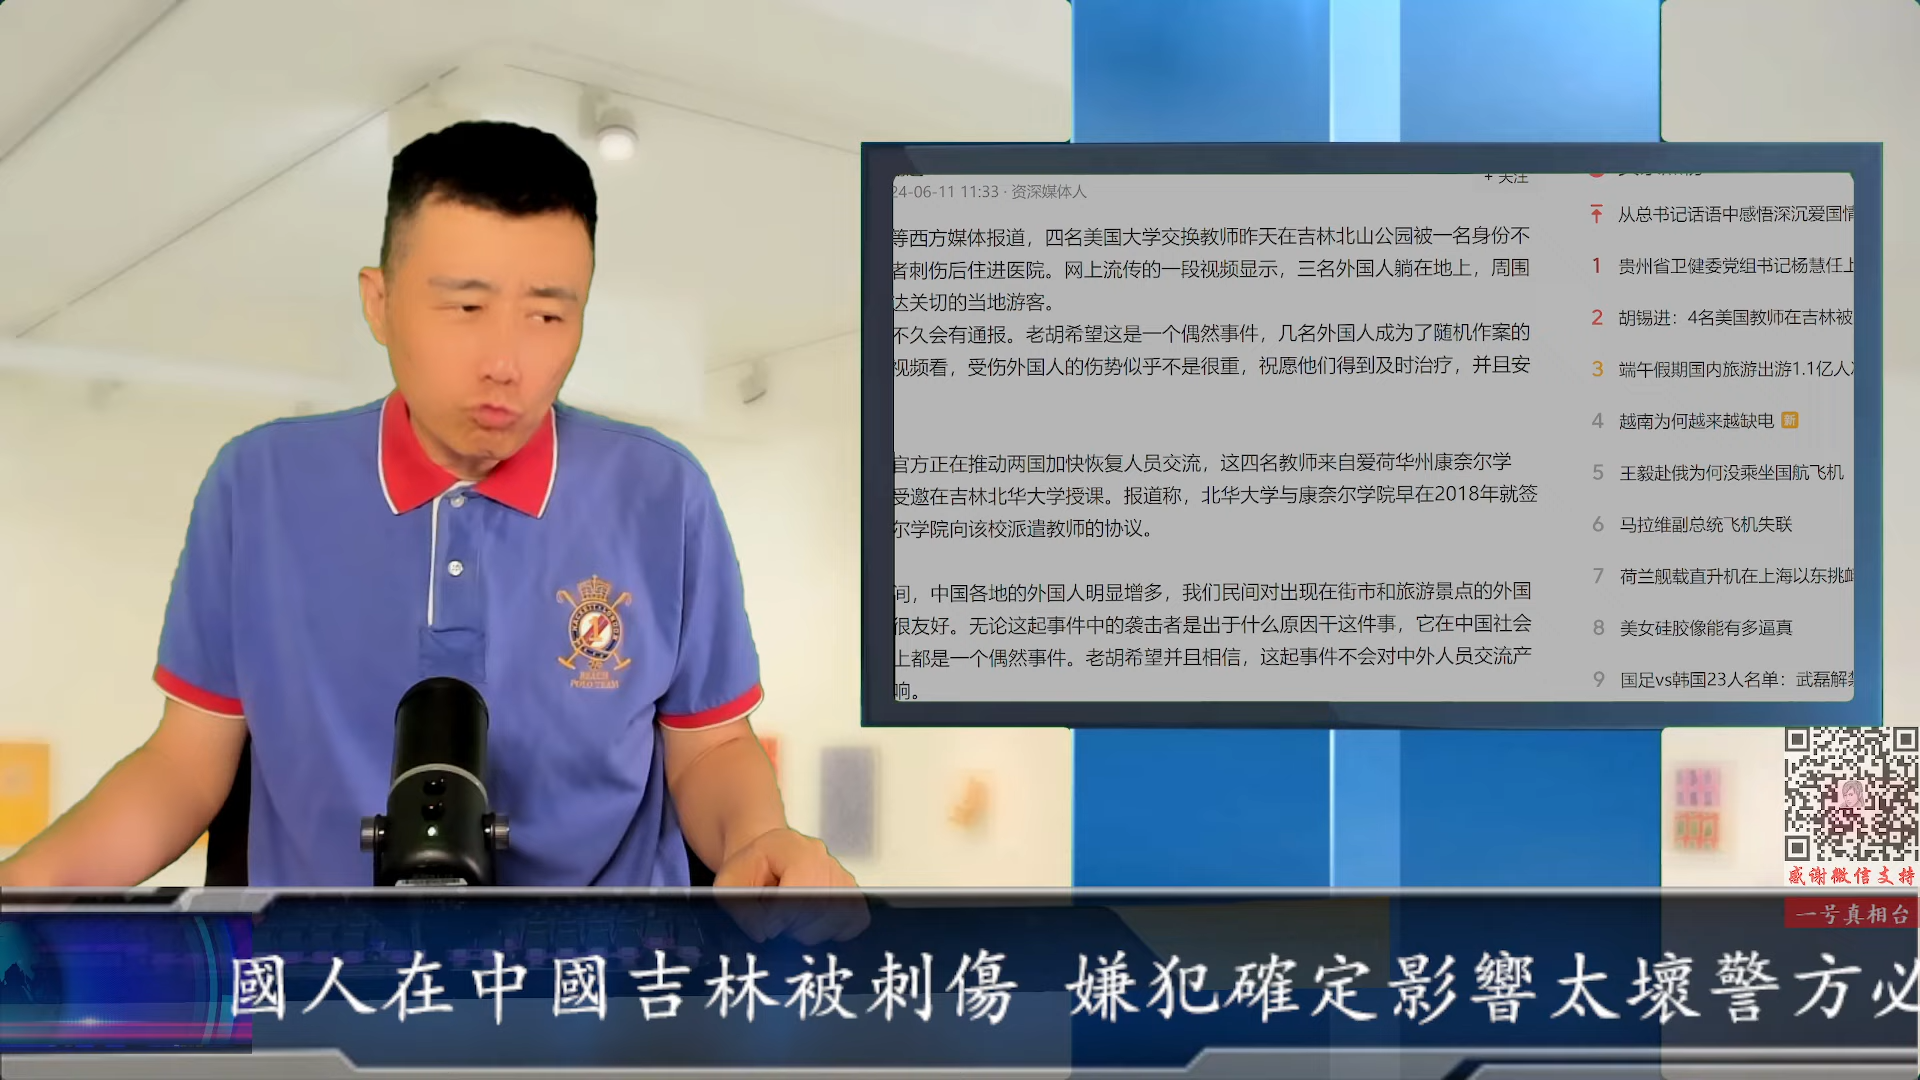 24-06-11 11:33 · 资深媒体人
+ 关注
等西方媒体报道，四名美国大学交换教师昨天在吉林北山公园被一名身份不
者刺伤后住进医院。网上流传的一段视频显示，三名外国人躺在地上，周围
达关切的当地游客。
不久会有通报。老胡希望这是一个偶然事件，几名外国人成为了随机作案的
视频看，受伤外国人的伤势似乎不是很重，祝愿他们得到及时治疗，并且安
官方正在推动两国加快恢复人员交流，这四名教师来自爱荷华州康奈尔学
受邀在吉林北华大学授课。报道称，北华大学与康奈尔学院早在2018年就签
尔学院向该校派遣教师的协议。
间，中国各地的外国人明显增多，我们民间对出现在街市和旅游景点的外国
很友好。无论这起事件中的袭击者是出于什么原因干这件事，它在中国社会
上都是一个偶然事件。老胡希望并且相信，这起事件不会对中外人员交流产
响。
从总书记话语中感悟深沉爱国情
1 贵州省卫健委党组书记杨慧任上
2 胡锡进：4名美国教师在吉林被
3 端午假期国内旅游出游1.1亿人
4 越南为何越来越缺电 新
5 王毅赴俄为何没乘坐国航飞机
6 马拉维副总统飞机失联
7 荷兰舰载直升机在上海以东挑衅
8 美女硅胶像能有多逼真
9 国足vs韩国23人名单：武磊解禁
BEACH
POLO TEAM
感谢微信支持
一号真相台
國人在中國吉林被刺傷 嫌犯確定影響太壞警方必